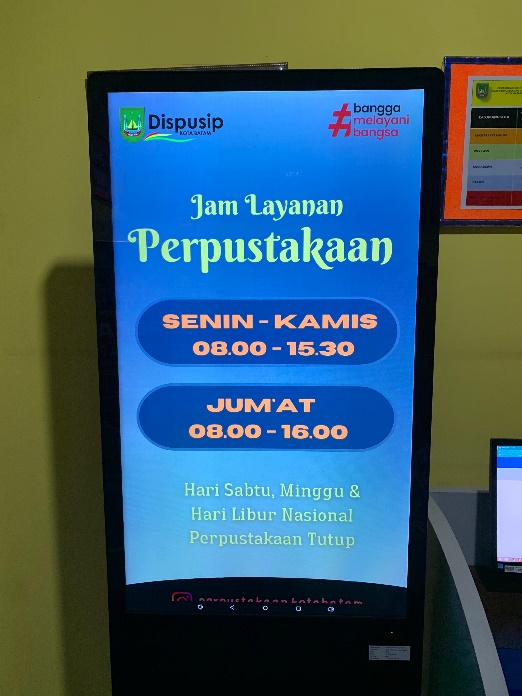 Dispusip
KOTA BATAM
#bangga
melayani
bangsa
Jam Layanan
Perpustakaan
SENIN - KAMIS
08.00 - 15.30
JUM'AT
08.00 - 16.00
Hari Sabtu, Minggu &
Hari Libur Nasional
Perpustakaan Tutup
perpustakaan.kotabatam